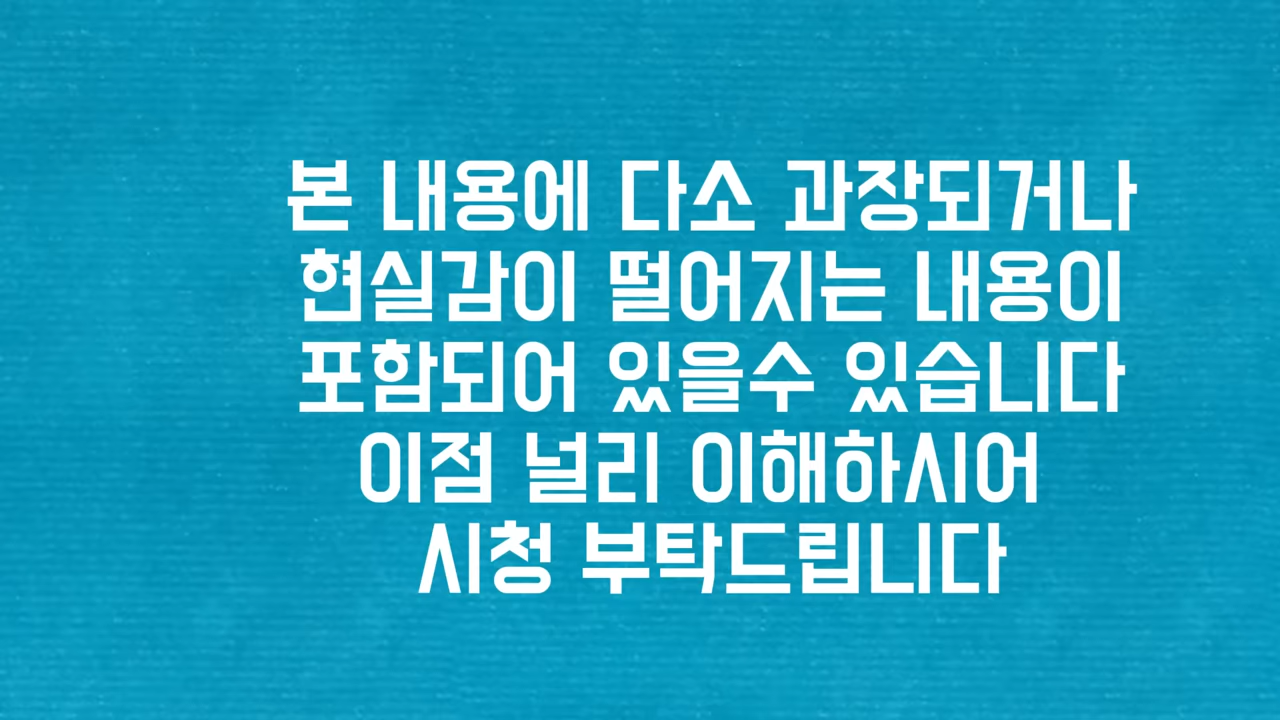 본 내용에 다소 과장되거나
현실감이 떨어지는 내용이
포함되어 있을수 있습니다
이점 널리 이해하시어
시청 부탁드립니다